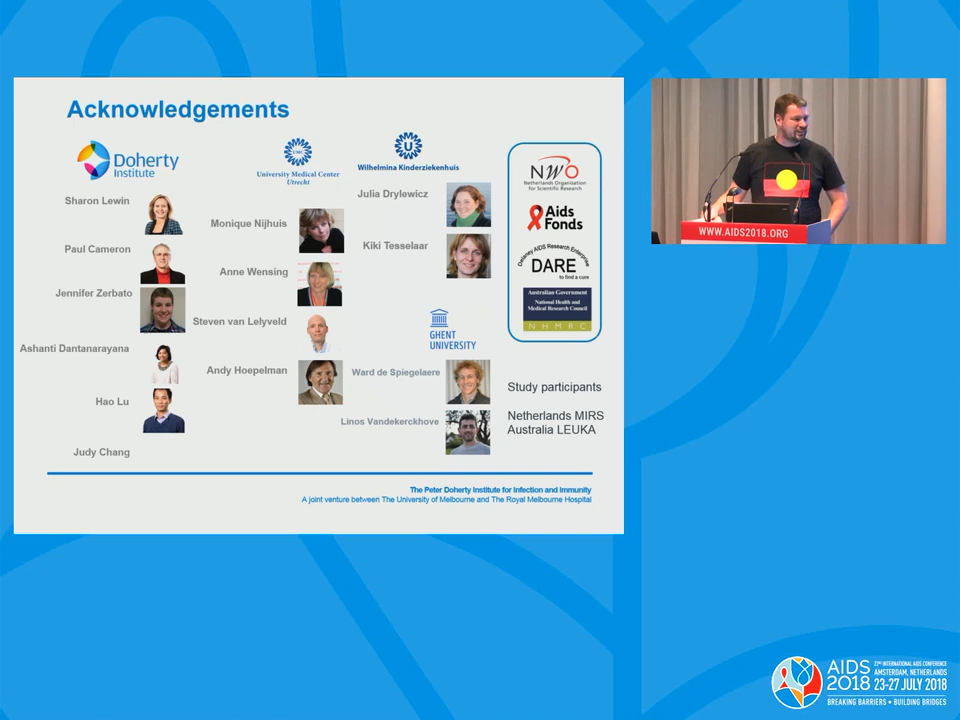 Acknowledgements
Doherty
Institute
Sharon Lewin
Paul Cameron
Jennifer Zerbato
Ashanti Dantanarayana
Hao Lu
Judy Chang
UMC
University Medical Center
Utrecht
Monique Nijhuis
Anne Wensing
Steven van Lelyveld
Andy Hoepelman
U
Wilhelmina Kinderziekenhuis
Julia Drylewicz
Kiki Tesselaar
GHENT
UNIVERSITY
Ward de Spiegelaere
Linos Vandekerckhove
NWO
Netherlands Organisation
for Scientific Research
Aids
Fonds
Delaney AIDS Research Enterprise
DARE
to find a cure
Australian Government
National Health and
Medical Research Council
NHMRC
Study participants
Netherlands MIRS
Australia LEUKA
The Peter Doherty Institute for Infection and Immunity
A joint venture between The University of Melbourne and The Royal Melbourne Hospital
WWW.AIDS2018.ORG
AIDS
2018
22ND INTERNATIONAL AIDS CONFERENCE
AMSTERDAM, NETHERLANDS
23-27 JULY 2018
BREAKING BARRIERS • BUILDING BRIDGES